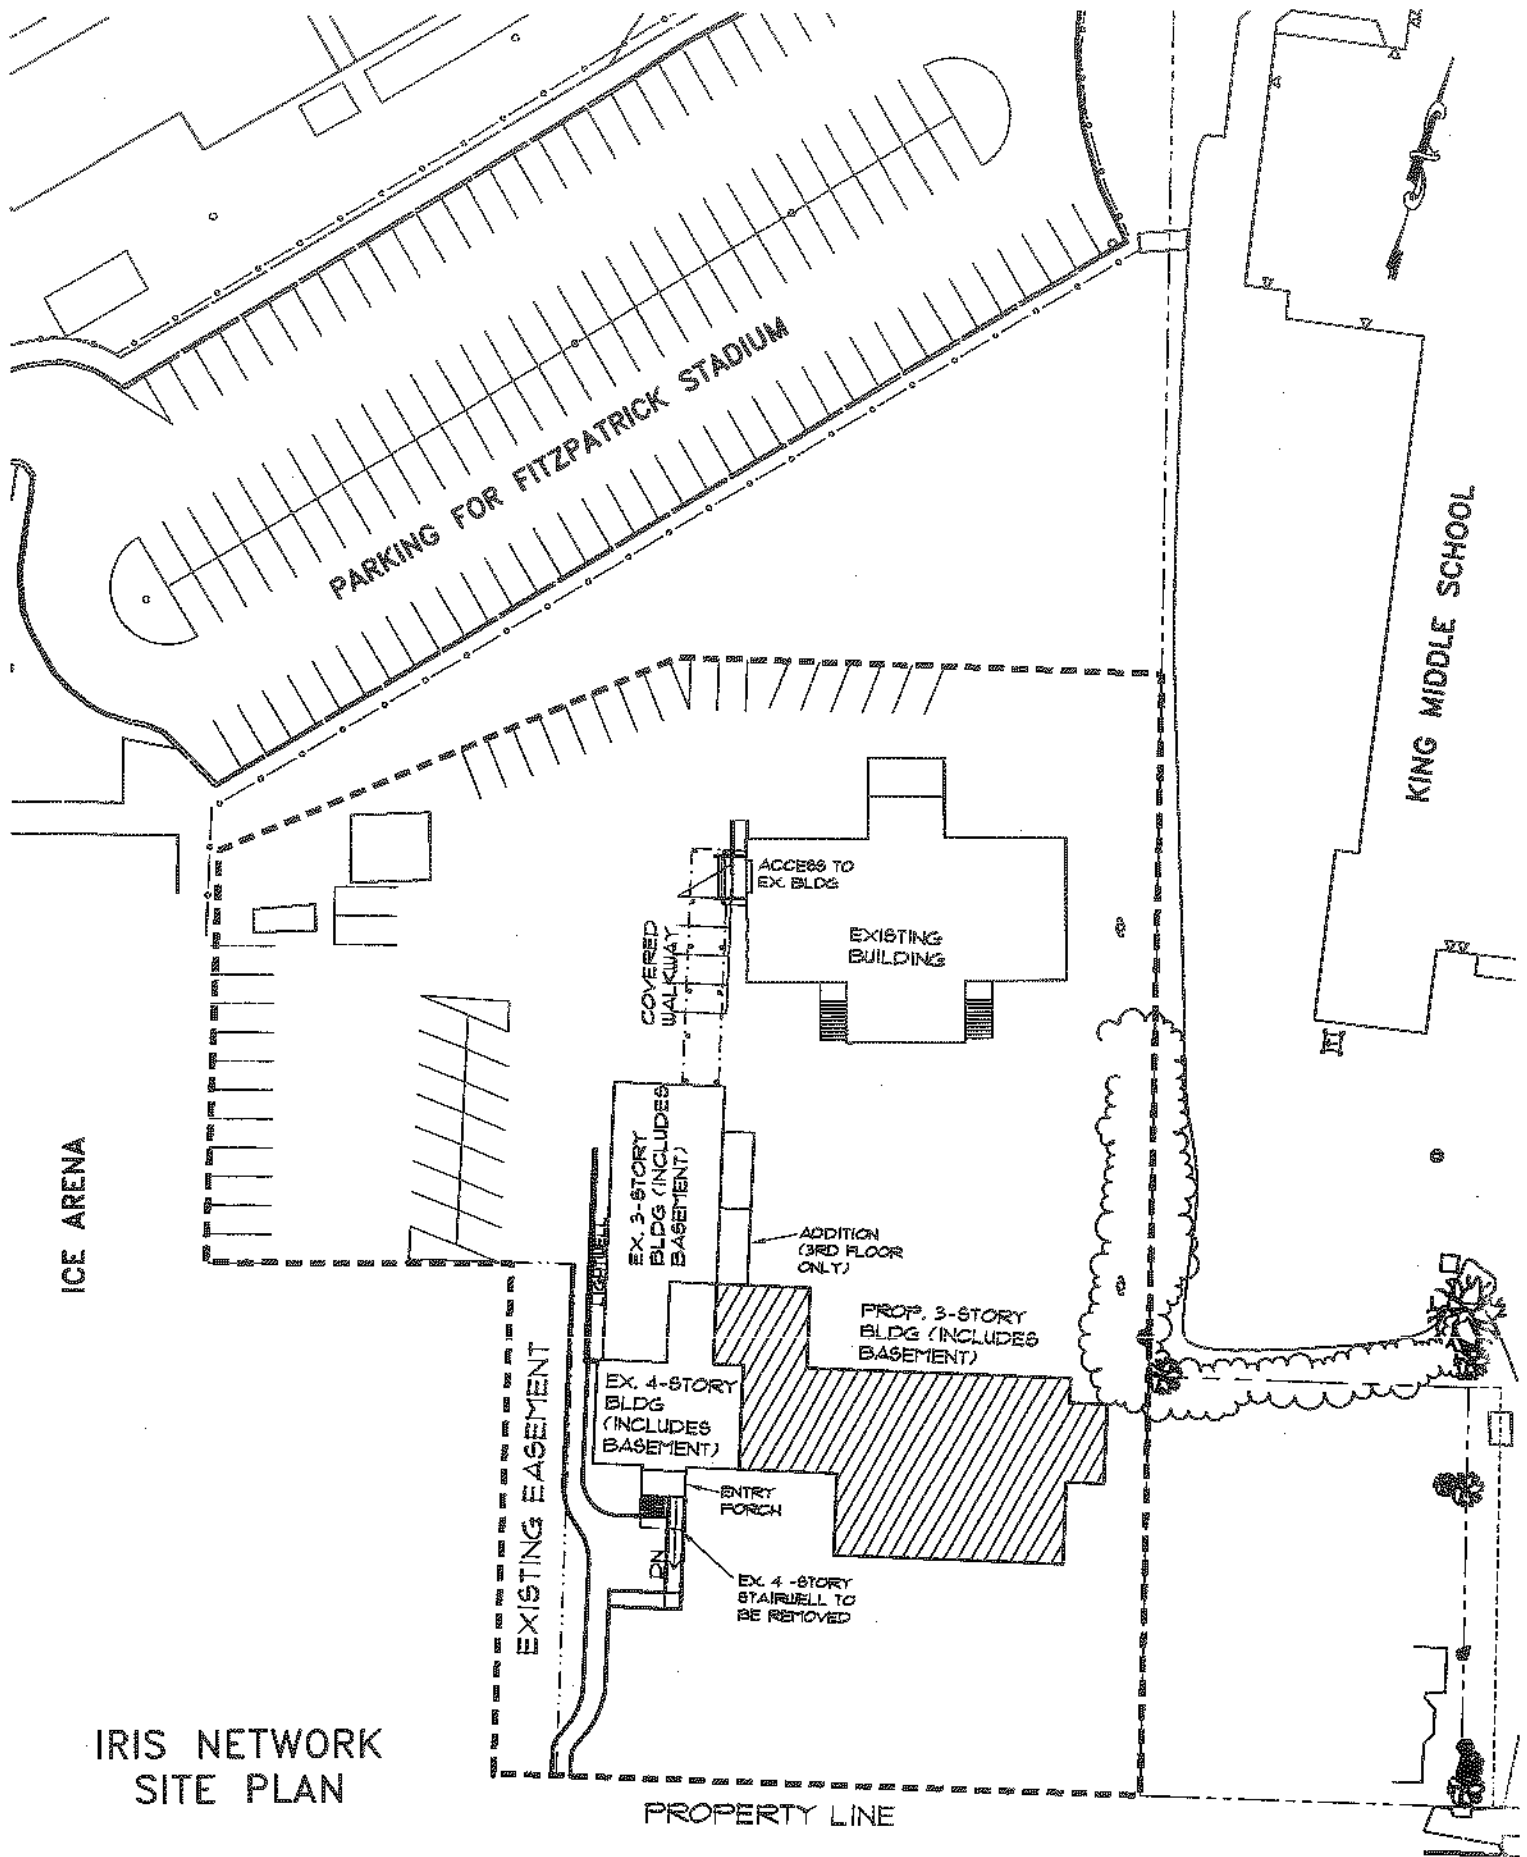 PARKING FOR FITZPATRICK STADIUM
KING MIDDLE SCHOOL
ACCESS TO
EX. BLDG
EXISTING
BUILDING
COVERED
WALKWAY
EX. 3-STORY
BLDG (INCLUDES
BASEMENT)
ICE ARENA
LIGHTWELL
ADDITION
(3RD FLOOR
ONLY)
PROP. 3-STORY
BLDG (INCLUDES
BASEMENT)
EX. 4-STORY
BLDG
(INCLUDES
BASEMENT)
EXISTING EASEMENT
ENTRY
PORCH
DN
EX. 4 -STORY
STAIRWELL TO
BE REMOVED
IRIS NETWORK
SITE PLAN
PROPERTY LINE